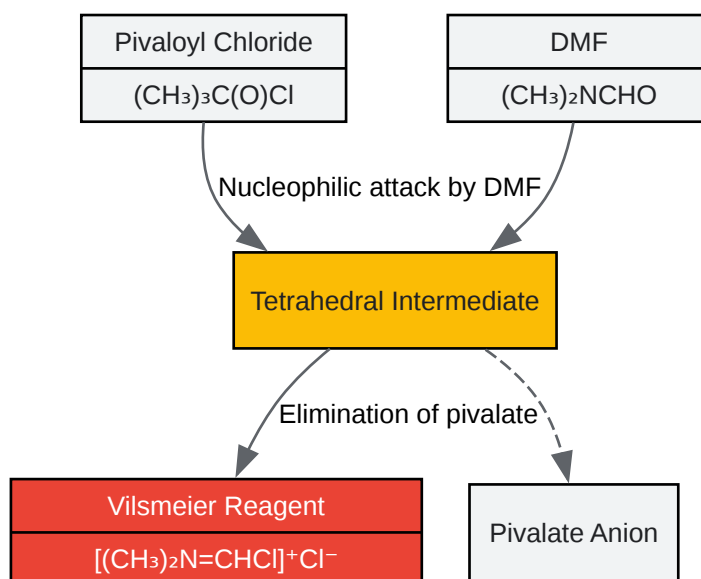 Pivaloyl Chloride
(CH₃)₃C(O)Cl
DMF
(CH₃)₂NCHO
Nucleophilic attack by DMF
Tetrahedral Intermediate
Elimination of pivalate
Vilsmeier Reagent
[(CH₃)₂N=CHCl]⁺Cl⁻
Pivalate Anion